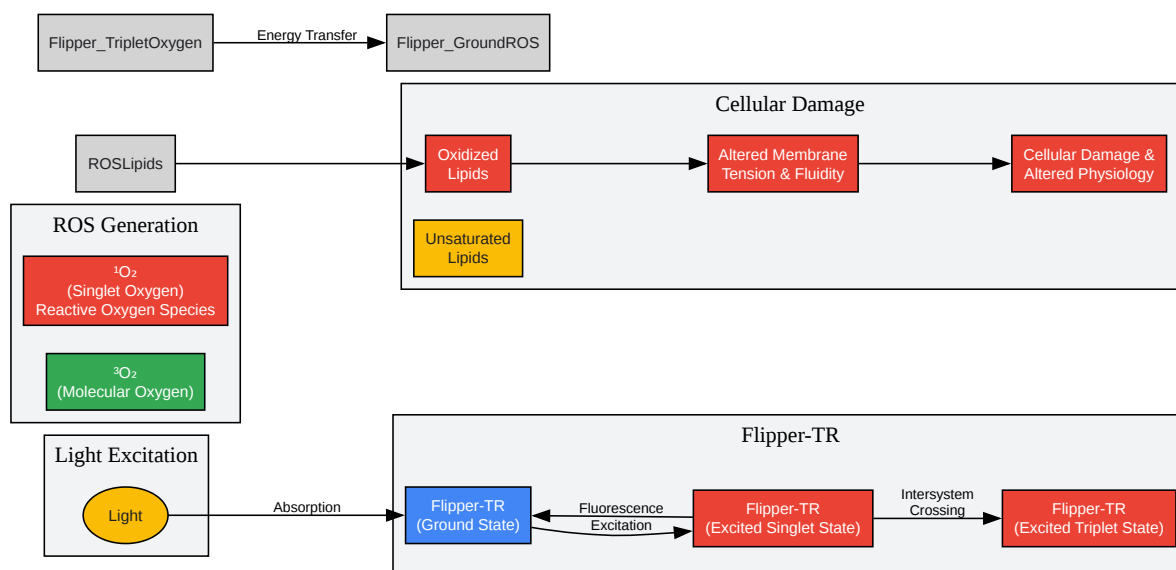 Flipper_TripletOxygen
Energy Transfer
Flipper_GroundROS
Cellular Damage
ROSLipids
Oxidized
Lipids
Altered Membrane
Tension & Fluidity
Cellular Damage &
Altered Physiology
Unsaturated
Lipids
ROS Generation
¹O₂
(Singlet Oxygen)
Reactive Oxygen Species
³O₂
(Molecular Oxygen)
Light Excitation
Light
Absorption
Flipper-TR
Flipper-TR
(Ground State)
Fluorescence
Excitation
Flipper-TR
(Excited Singlet State)
Intersystem
Crossing
Flipper-TR
(Excited Triplet State)